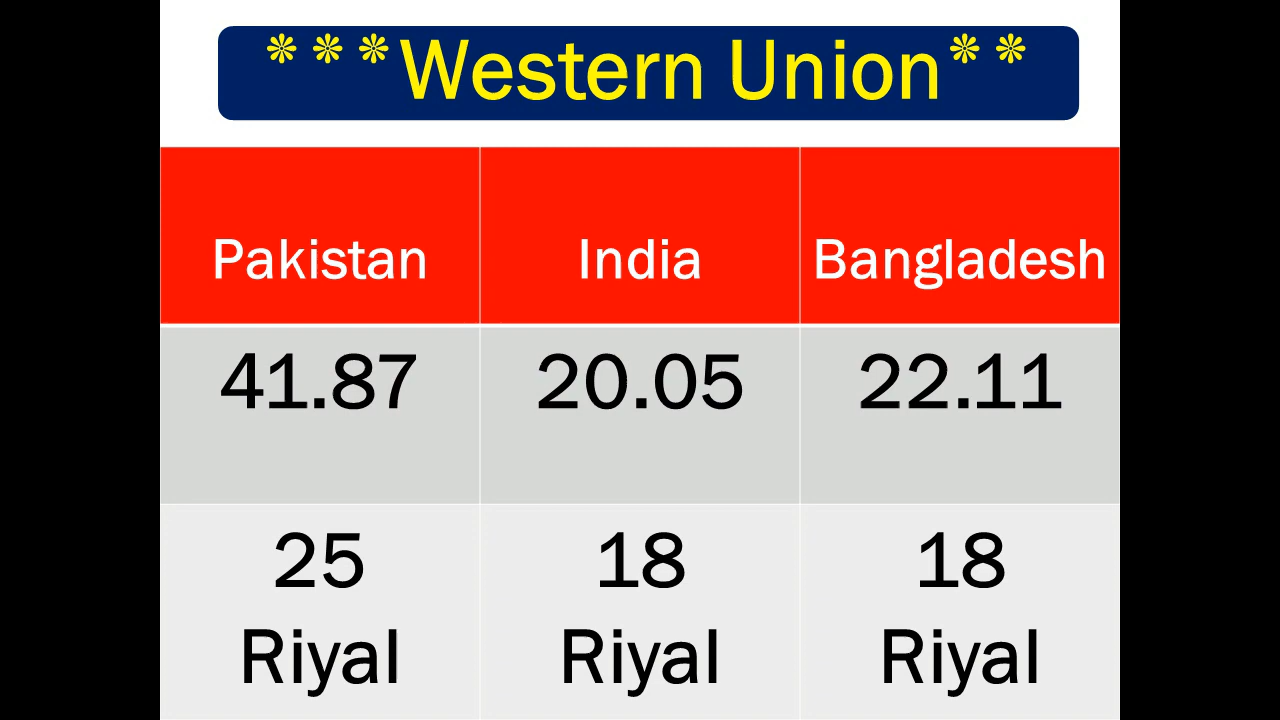 ***Western Union**
Pakistan India Bangladesh
41.87 20.05 22.11
25 18 18
Riyal Riyal Riyal